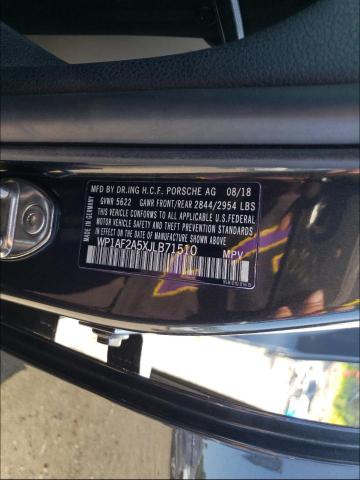 MFD BY DR.ING H.C.F. PORSCHE AG 08/18
GVWR 5622 GAWR FRONT/REAR 2844/2954 LBS
THIS VEHICLE CONFORMS TO ALL APPLICABLE U.S.FEDERAL
MOTOR VEHICLE SAFETY AND THEFT PREVENTION
STANDARDS IN EFFECT ON THE DATE OF
MANUFACTURE SHOWN ABOVE.
WP1AF2A5XJLB71510 MPV
MADE IN GERMANY